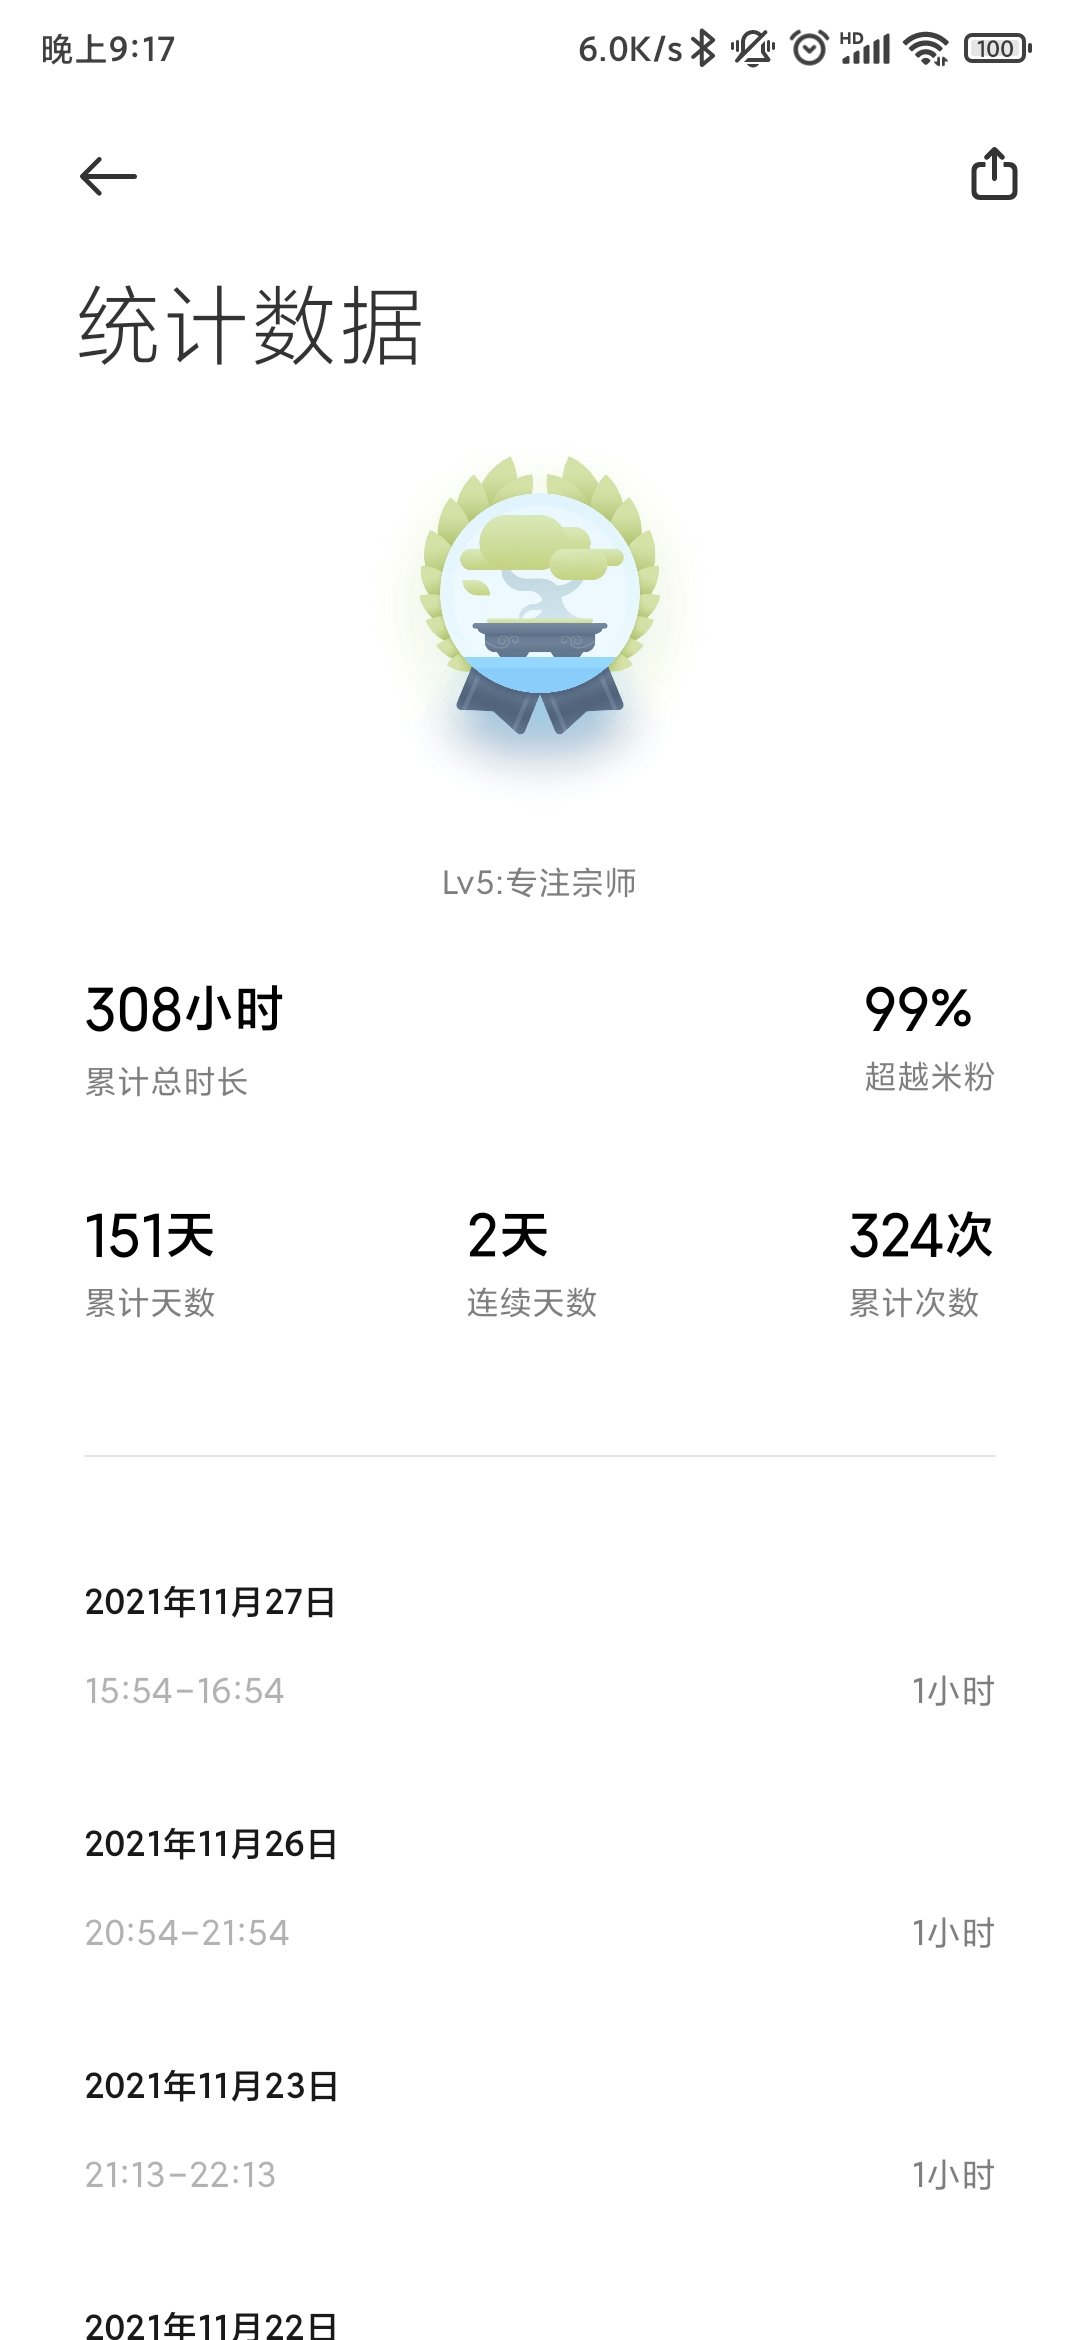 晚上9:17
6.0K/s
HD
100
统计数据
Lv5:专注宗师
308小时
99%
累计总时长
超越米粉
151天
2天
324次
累计天数
连续天数
累计次数
2021年11月27日
15:54-16:54
1小时
2021年11月26日
20:54-21:54
1小时
2021年11月23日
21:13-22:13
1小时
2021年11月22日